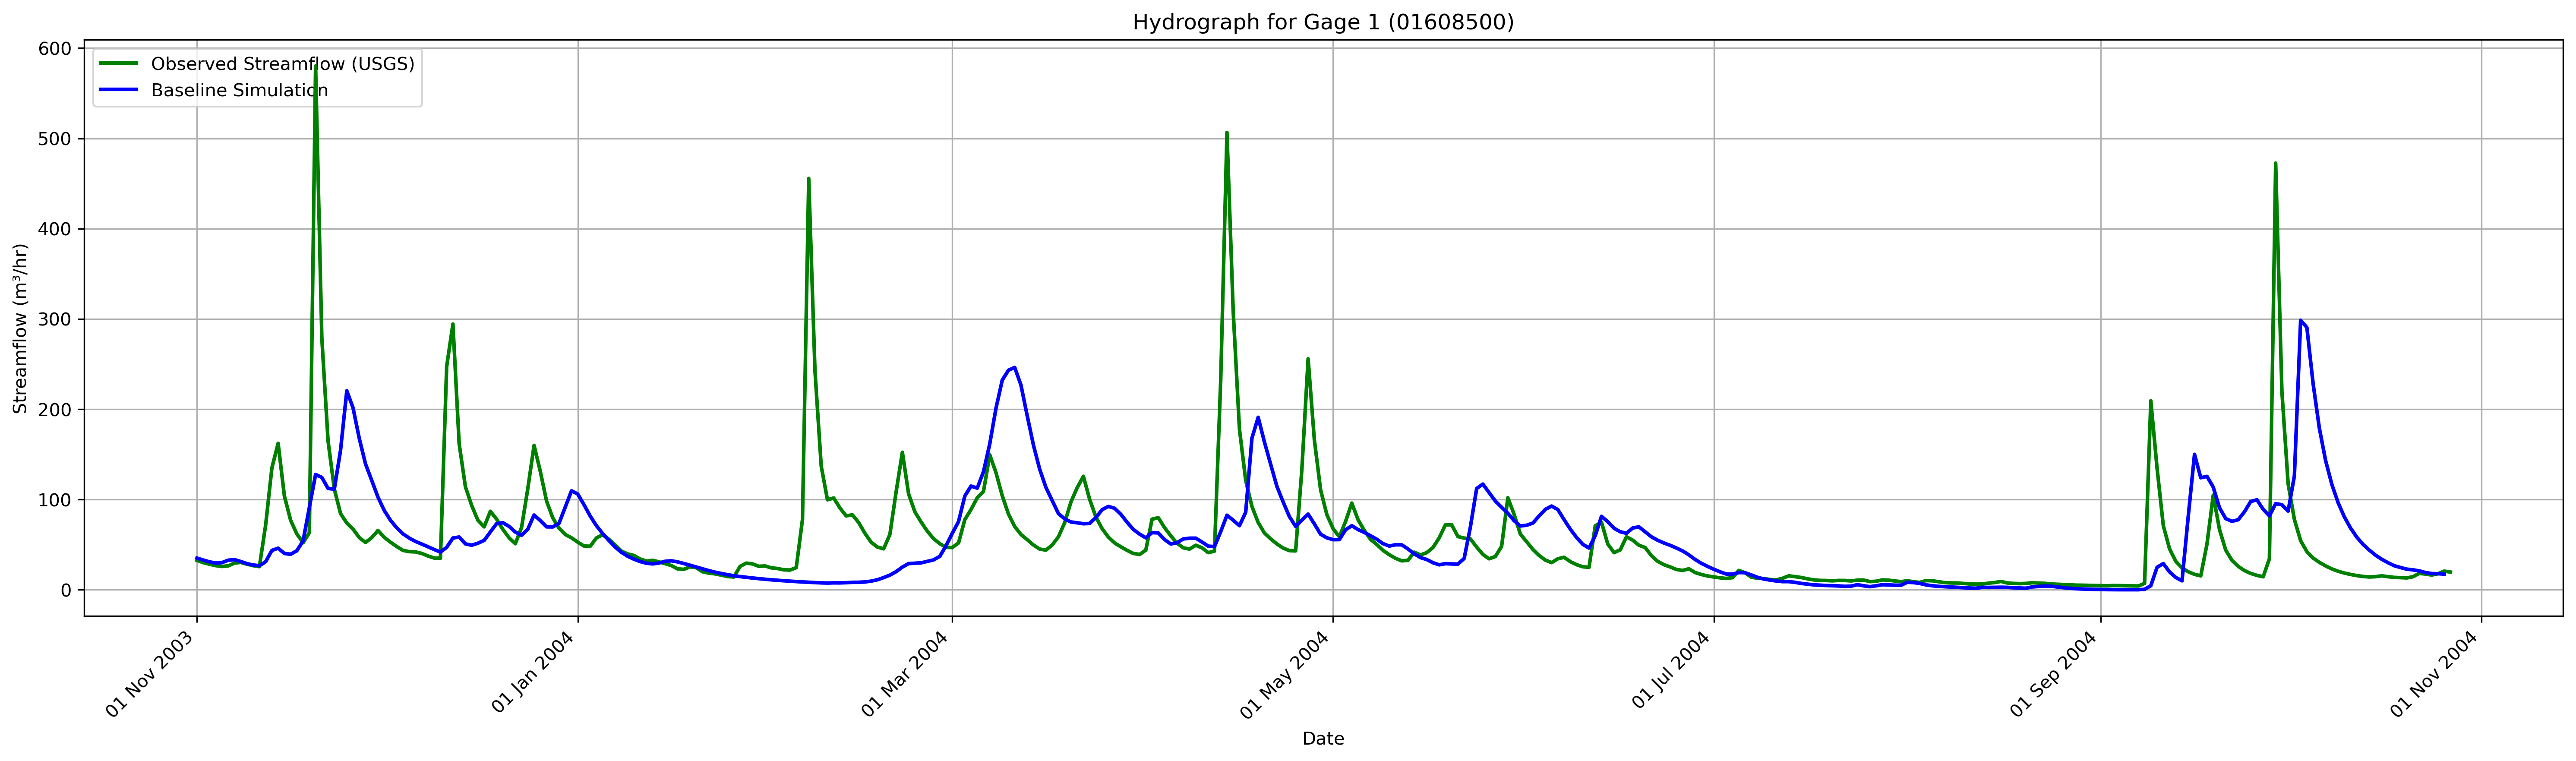 Hydrograph for Gage 1 (01608500)
Observed Streamflow (USGS)
Baseline Simulation
Streamflow (m³/hr)
600
500
400
300
200
100
0
01 Nov 2003
01 Jan 2004
01 Mar 2004
01 May 2004
01 Jul 2004
01 Sep 2004
01 Nov 2004
Date